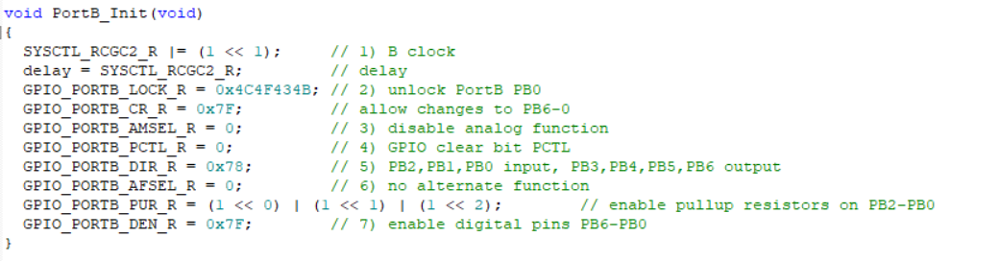 void PortB_Init(void)
{
  SYSCTL_RCGC2_R |= (1 << 1);      // 1) B clock
  delay = SYSCTL_RCGC2_R;          // delay
  GPIO_PORTB_LOCK_R = 0x4C4F434B; // 2) unlock PortB PB0
  GPIO_PORTB_CR_R = 0x7F;          // allow changes to PB6-0
  GPIO_PORTB_AMSEL_R = 0;          // 3) disable analog function
  GPIO_PORTB_PCTL_R = 0;           // 4) GPIO clear bit PCTL
  GPIO_PORTB_DIR_R = 0x78;         // 5) PB2,PB1,PB0 input, PB3,PB4,PB5,PB6 output
  GPIO_PORTB_AFSEL_R = 0;          // 6) no alternate function
  GPIO_PORTB_PUR_R = (1 << 0) | (1 << 1) | (1 << 2);        // enable pullup resistors on PB2-PB0
  GPIO_PORTB_DEN_R = 0x7F;         // 7) enable digital pins PB6-PB0
}